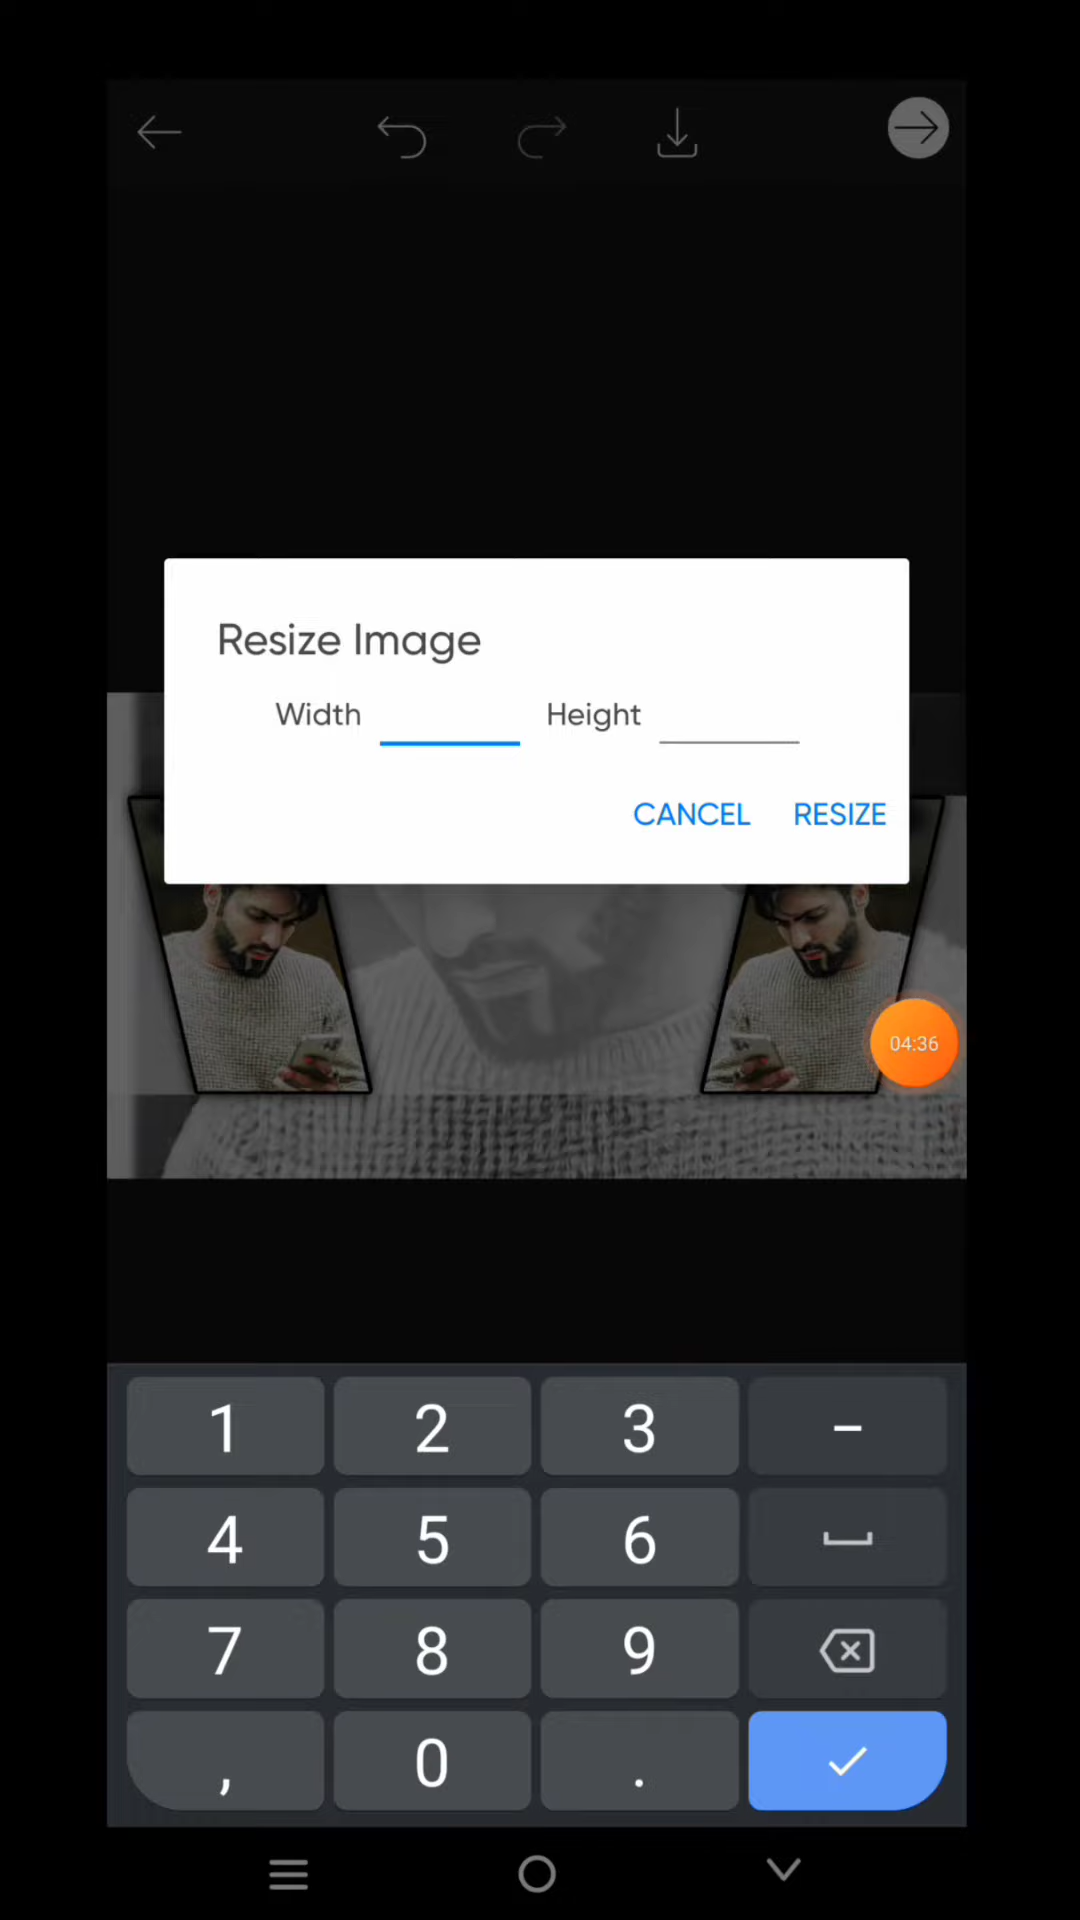 Resize Image
Width Height
CANCEL RESIZE
04:36
1 2 3 –
4 5 6
7 8 9
, 0 .